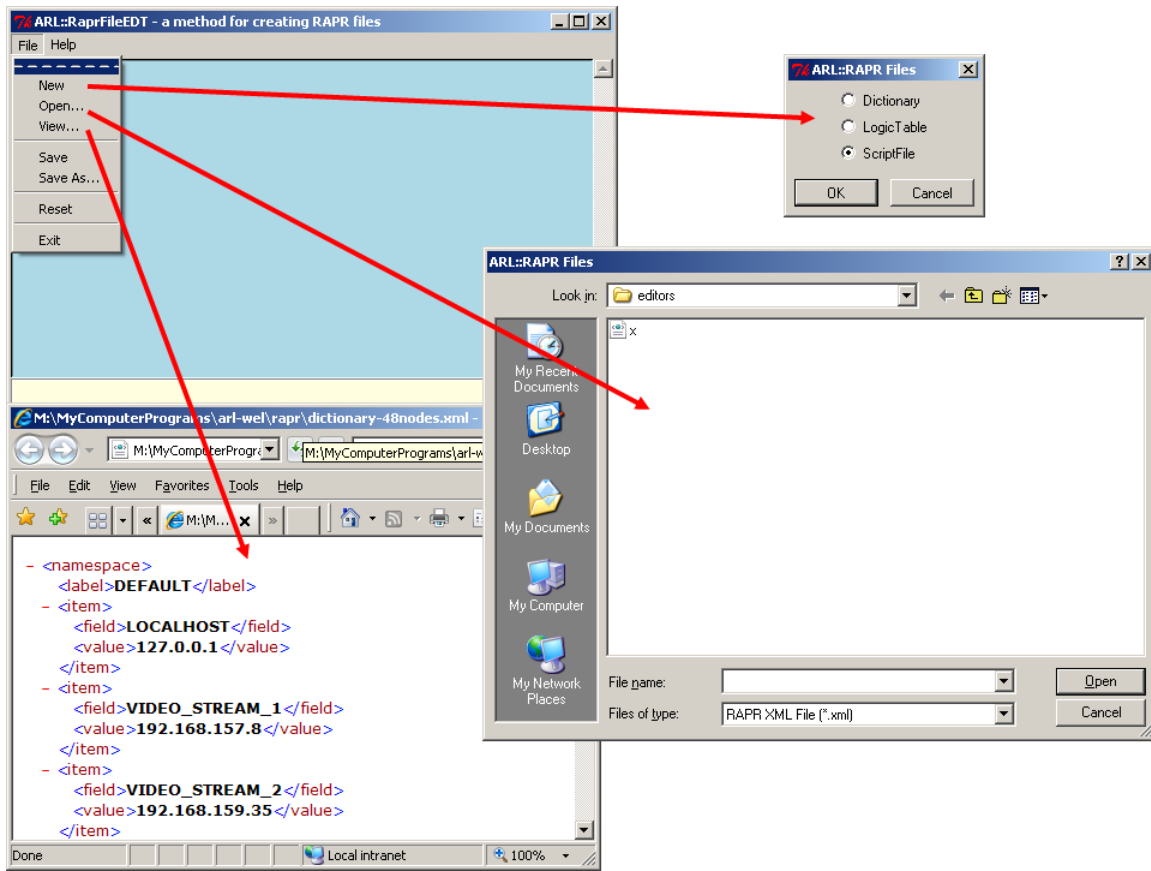 ARL::RaprFileEDT - a method for creating RAPR files
File Help
New
Open...
View...
Save
Save As...
Reset
Exit
ARL::RAPR Files
Dictionary
LogicTable
ScriptFile
OK Cancel
ARL::RAPR Files
Look in: editors
x
My Recent
Documents
Desktop
My Documents
My Computer
My Network
Places
File name: Open
Files of type: RAPR XML File (*.xml) Cancel
M:\MyComputerPrograms\arl-wel\rapr\dictionary-48nodes.xml -
M:\MyComputerProgra M:\MyComputerPrograms\arl-w
File Edit View Favorites Tools Help
« M:\M... x »
- <namespace>
<label>DEFAULT</label>
- <item>
<field>LOCALHOST</field>
<value>127.0.0.1</value>
</item>
- <item>
<field>VIDEO_STREAM_1</field>
<value>192.168.157.8</value>
</item>
- <item>
<field>VIDEO_STREAM_2</field>
<value>192.168.159.35</value>
</item>
Done Local intranet 100%